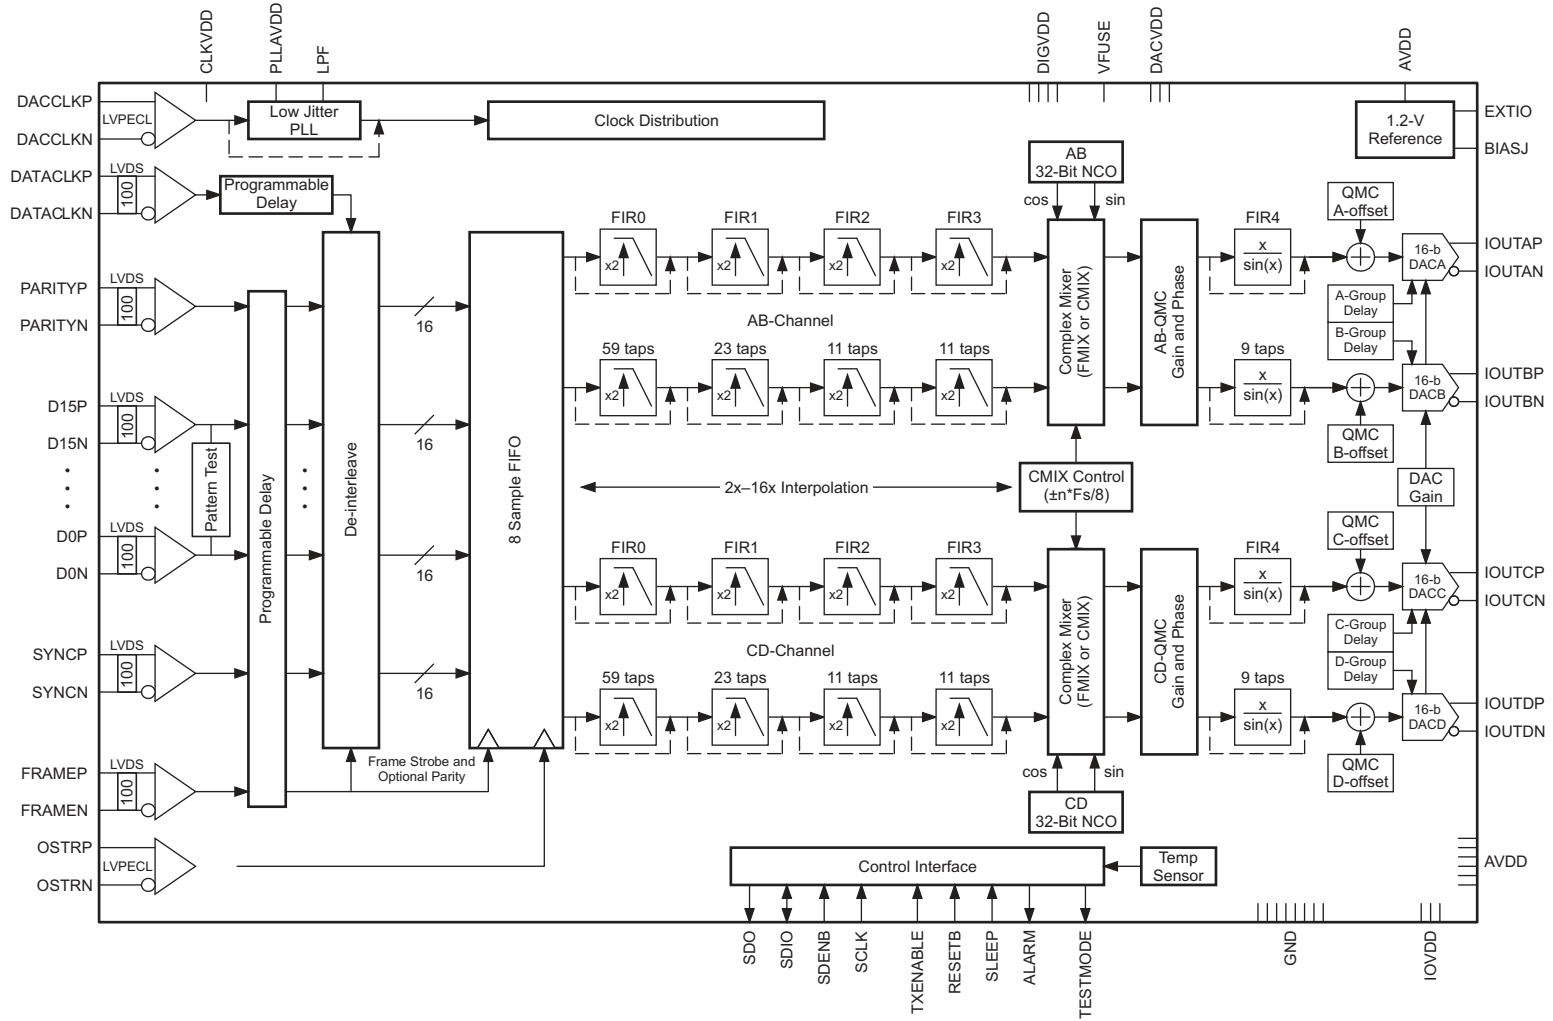 CLKVDD
PLLAVDD
LPF
DIGVDD
VFUSE
DACVDD
AVDD
DACCLKP
LVPECL
DACCLKN
Low Jitter
PLL
Clock Distribution
1.2-V
Reference
EXTIO
BIASJ
DATACLKP
LVDS
100
DATACLKN
Programmable
Delay
AB
32-Bit NCO
cos
sin
QMC
A-offset
FIR0
FIR1
FIR2
FIR3
FIR4
x2
x2
x2
x2
x
sin(x)
16-b
DACA
IOUTAP
IOUTAN
PARITYP
LVDS
100
PARITYN
16
AB-Channel
A-Group
Delay
B-Group
Delay
59 taps
23 taps
11 taps
11 taps
9 taps
x2
x2
x2
x2
x
sin(x)
16-b
DACB
IOUTBP
IOUTBN
Complex Mixer
(FMIX or CMIX)
AB-QMC
Gain and Phase
D15P
LVDS
100
D15N
16
QMC
B-offset
Pattern Test
Programmable Delay
De-interleave
8 Sample FIFO
2x–16x Interpolation
CMIX Control
(±n*Fs/8)
DAC
Gain
D0P
LVDS
100
D0N
16
QMC
C-offset
FIR0
FIR1
FIR2
FIR3
FIR4
x2
x2
x2
x2
x
sin(x)
16-b
DACC
IOUTCP
IOUTCN
Complex Mixer
(FMIX or CMIX)
CD-QMC
Gain and Phase
SYNCP
LVDS
100
SYNCN
16
CD-Channel
C-Group
Delay
D-Group
Delay
59 taps
23 taps
11 taps
11 taps
9 taps
x2
x2
x2
x2
x
sin(x)
16-b
DACD
IOUTDP
IOUTDN
Frame Strobe and
Optional Parity
cos
sin
QMC
D-offset
FRAMEP
LVDS
100
FRAMEN
CD
32-Bit NCO
OSTRP
LVPECL
OSTRN
Control Interface
Temp
Sensor
AVDD
SDO
SDIO
SDENB
SCLK
TXENABLE
RESETB
SLEEP
ALARM
TESTMODE
GND
IOVDD